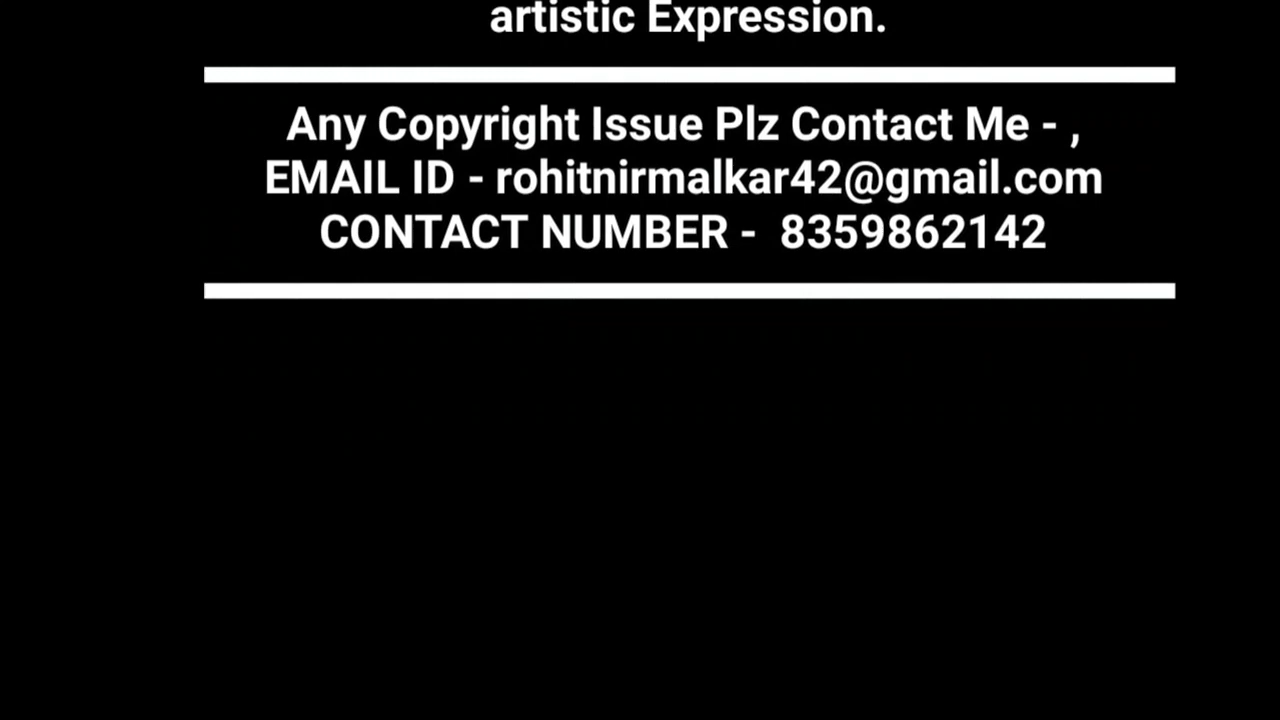 artistic Expression.
Any Copyright Issue Plz Contact Me - ,
EMAIL ID - rohitnirmalkar42@gmail.com
CONTACT NUMBER -  8359862142